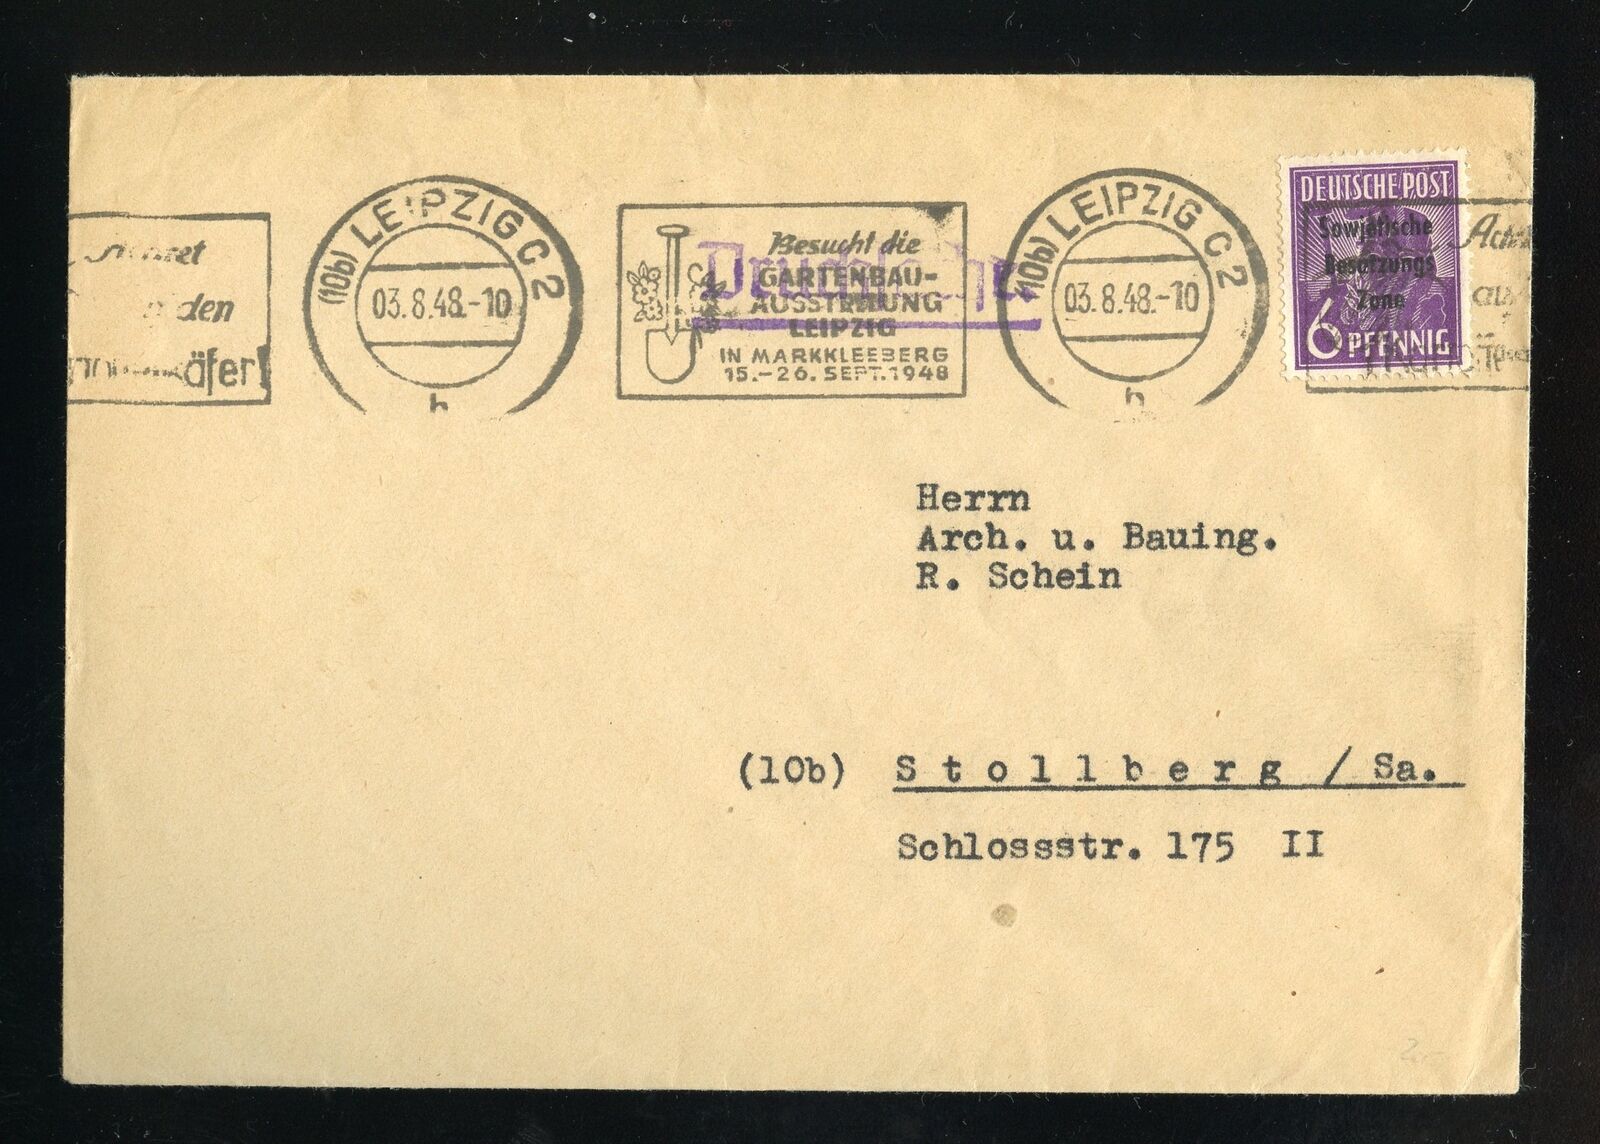 (10b) LEIPZIG C 2
03.8.48.-10
h
Besucht die
GARTENBAU-
AUSSTELLUNG
LEIPZIG
IN MARKKLEEBERG
15.-26. SEPT. 1948
Drucksache
(10b) LEIPZIG C 2
03.8.48.-10
h
DEUTSCHE POST
Sowjetische
Besatzungs
Zone
6 PFENNIG
den
äfer!
Herrn
Arch. u. Bauing.
R. Schein
(10b) Stollberg / Sa.
Schlossstr. 175 II